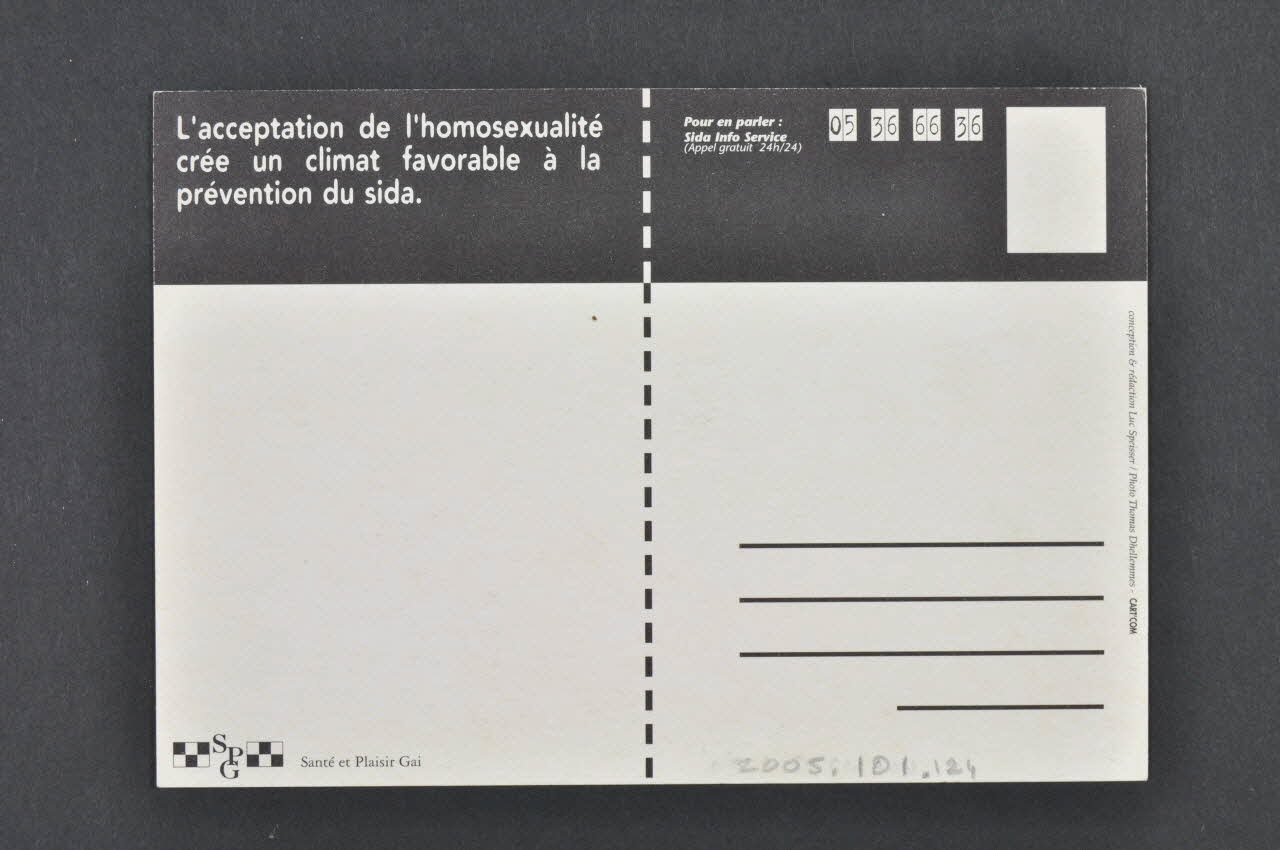 L'acceptation de l'homosexualité
crée un climat favorable à la
prévention du sida.
Pour en parler :
Sida Info Service
(Appel gratuit 24h/24)
05 36 66 36
conception & rédaction Luc Speisser / Photo Thomas Dhellemmes - CART'COM
SPG
Santé et Plaisir Gai
2005.101.124